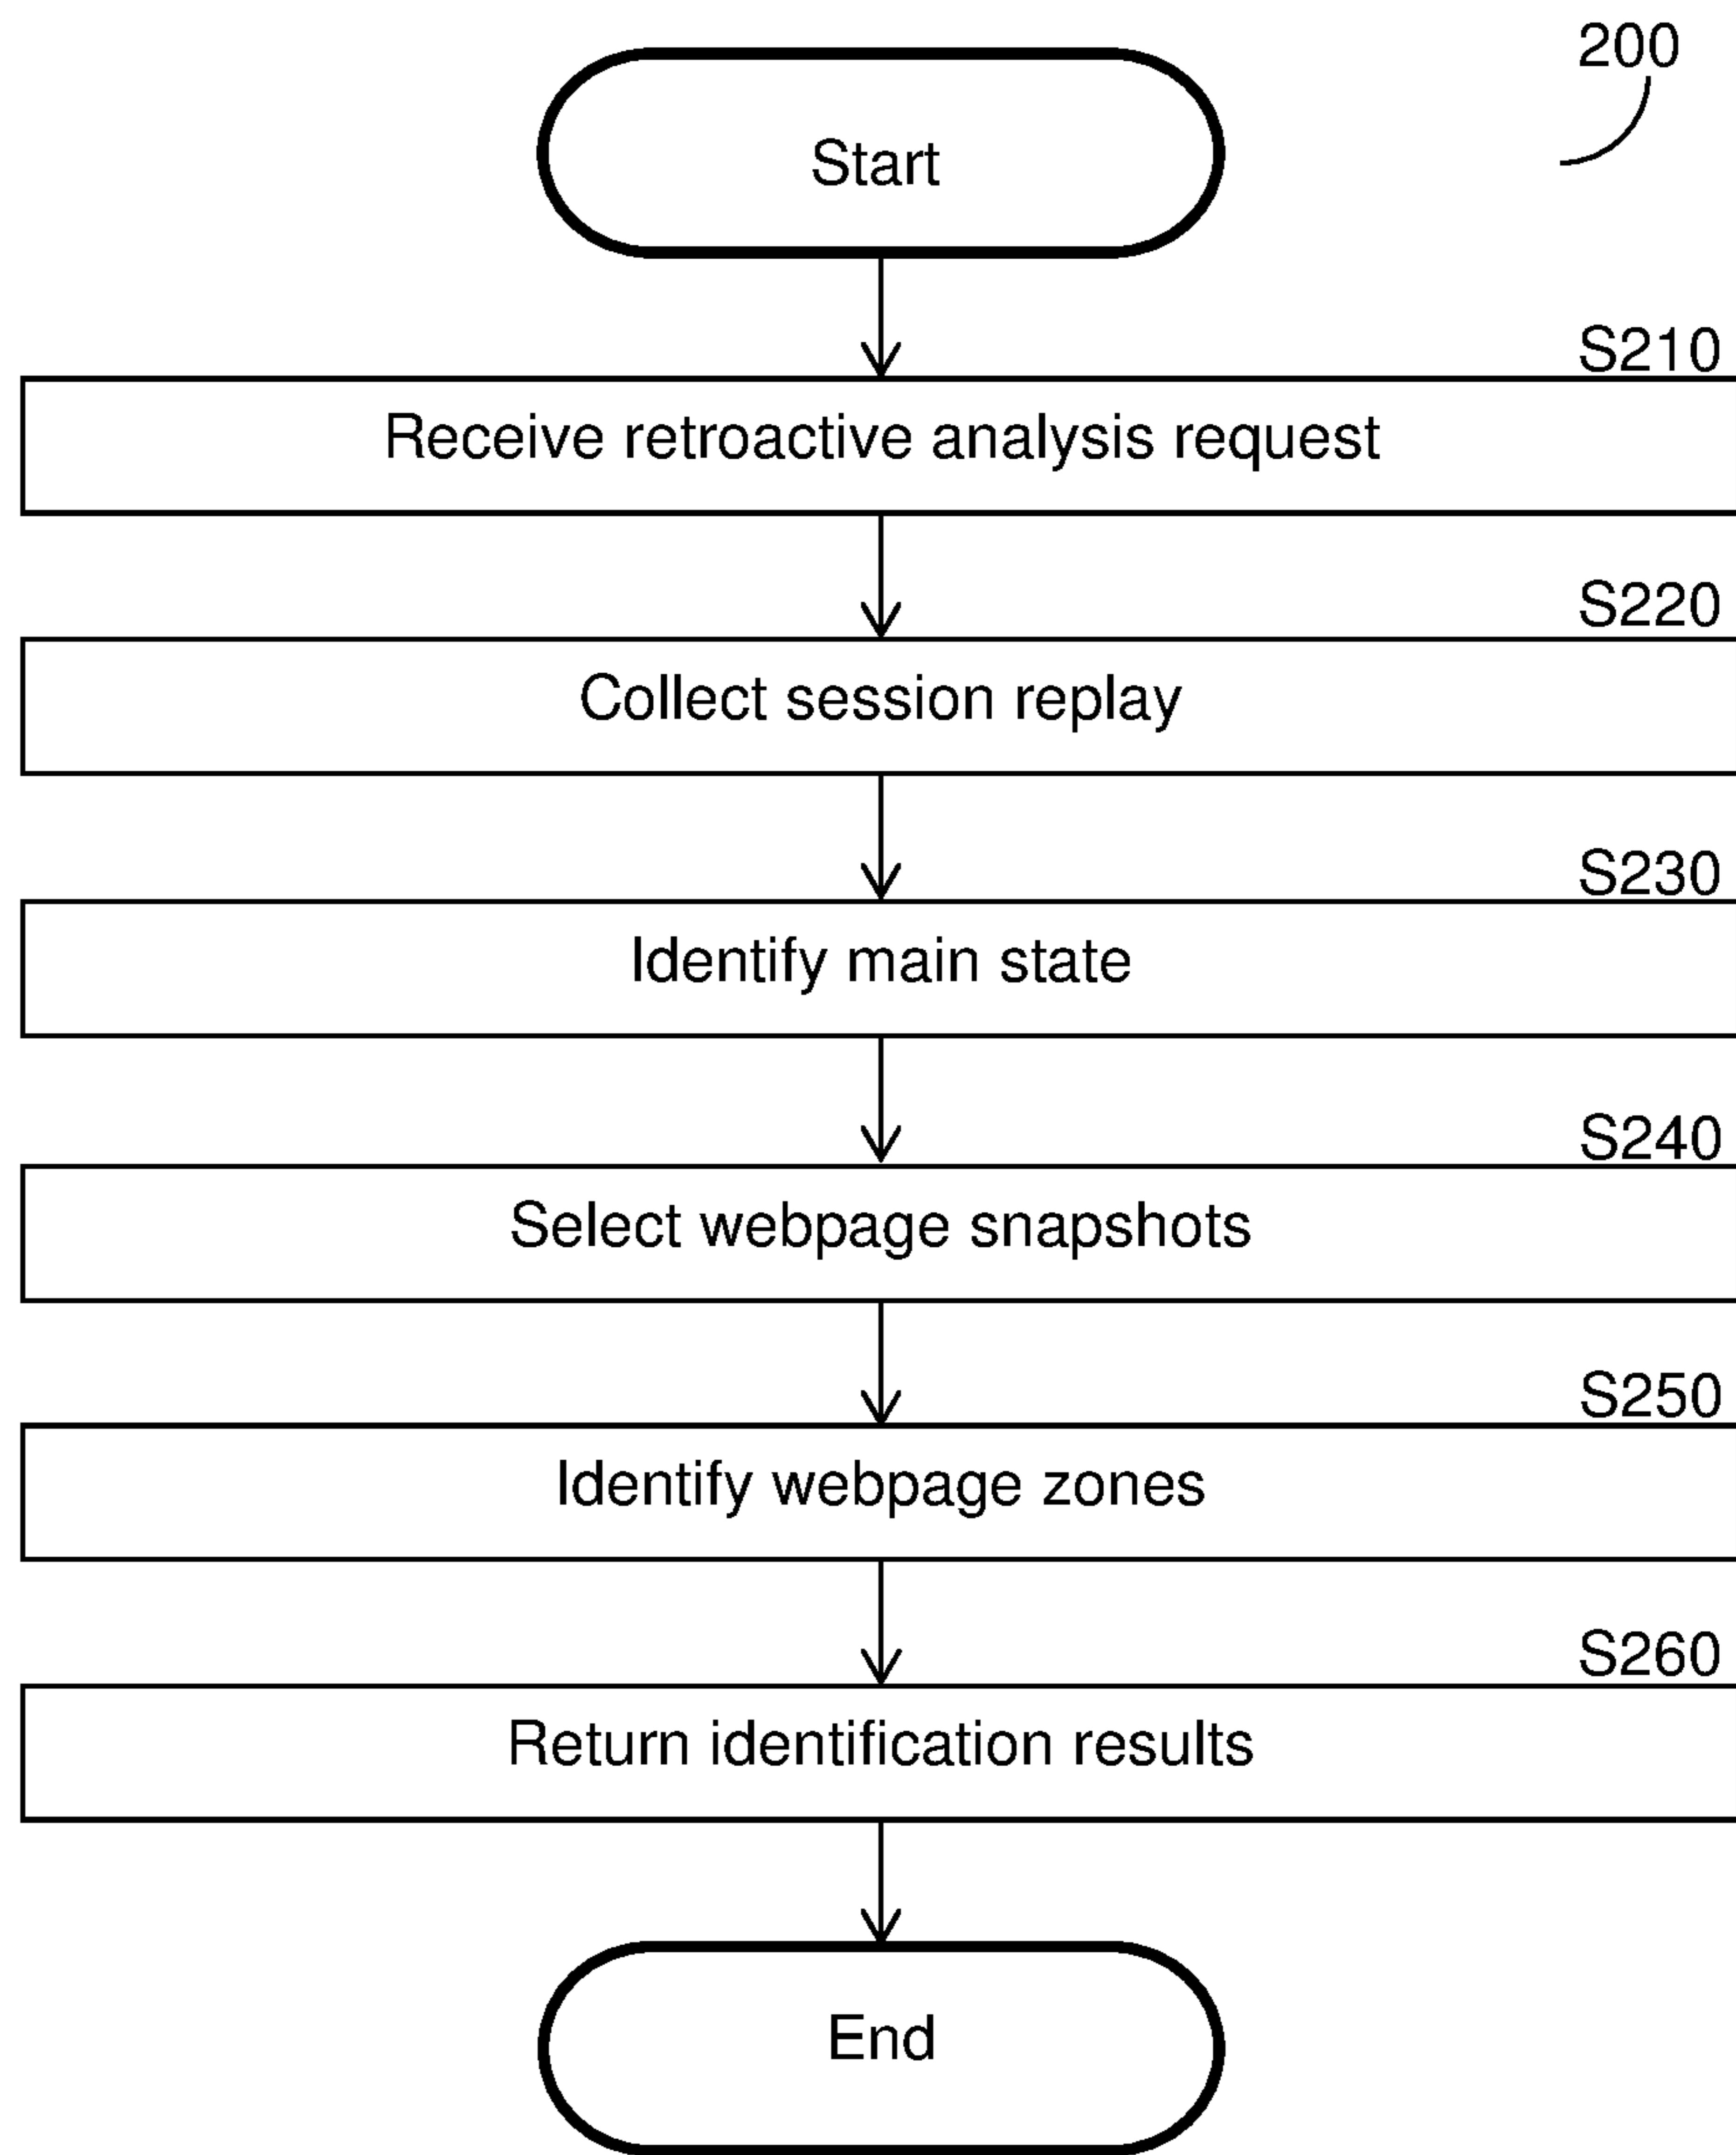 200
Start
S210
Receive retroactive analysis request
S220
Collect session replay
S230
Identify main state
S240
Select webpage snapshots
S250
Identify webpage zones
S260
Return identification results
End